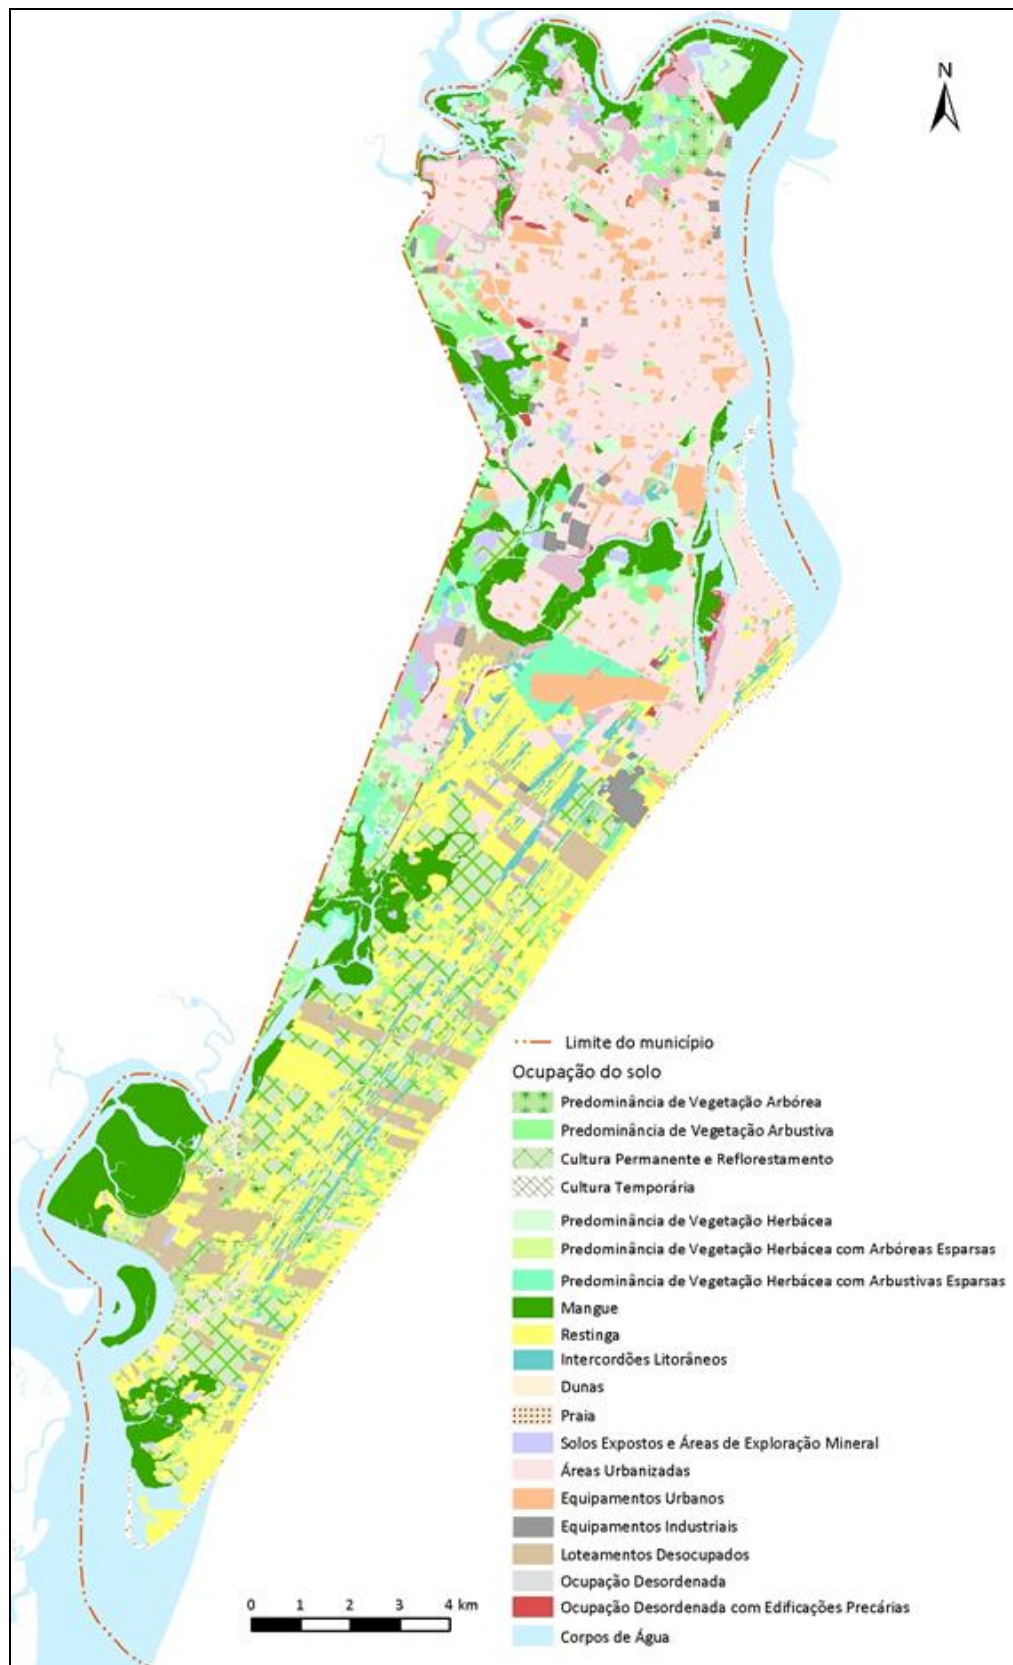 N
Limite do município
Ocupação do solo
Predominância de Vegetação Arbórea
Predominância de Vegetação Arbustiva
Cultura Permanente e Reflorestamento
Cultura Temporária
Predominância de Vegetação Herbácea
Predominância de Vegetação Herbácea com Arbóreas Esparsas
Predominância de Vegetação Herbácea com Arbustivas Esparsas
Mangue
Restinga
Intercordões Litorâneos
Dunas
Praia
Solos Expostos e Áreas de Exploração Mineral
Áreas Urbanizadas
Equipamentos Urbanos
Equipamentos Industriais
Loteamentos Desocupados
Ocupação Desordenada
Ocupação Desordenada com Edificações Precárias
Corpos de Água
0 1 2 3 4 km